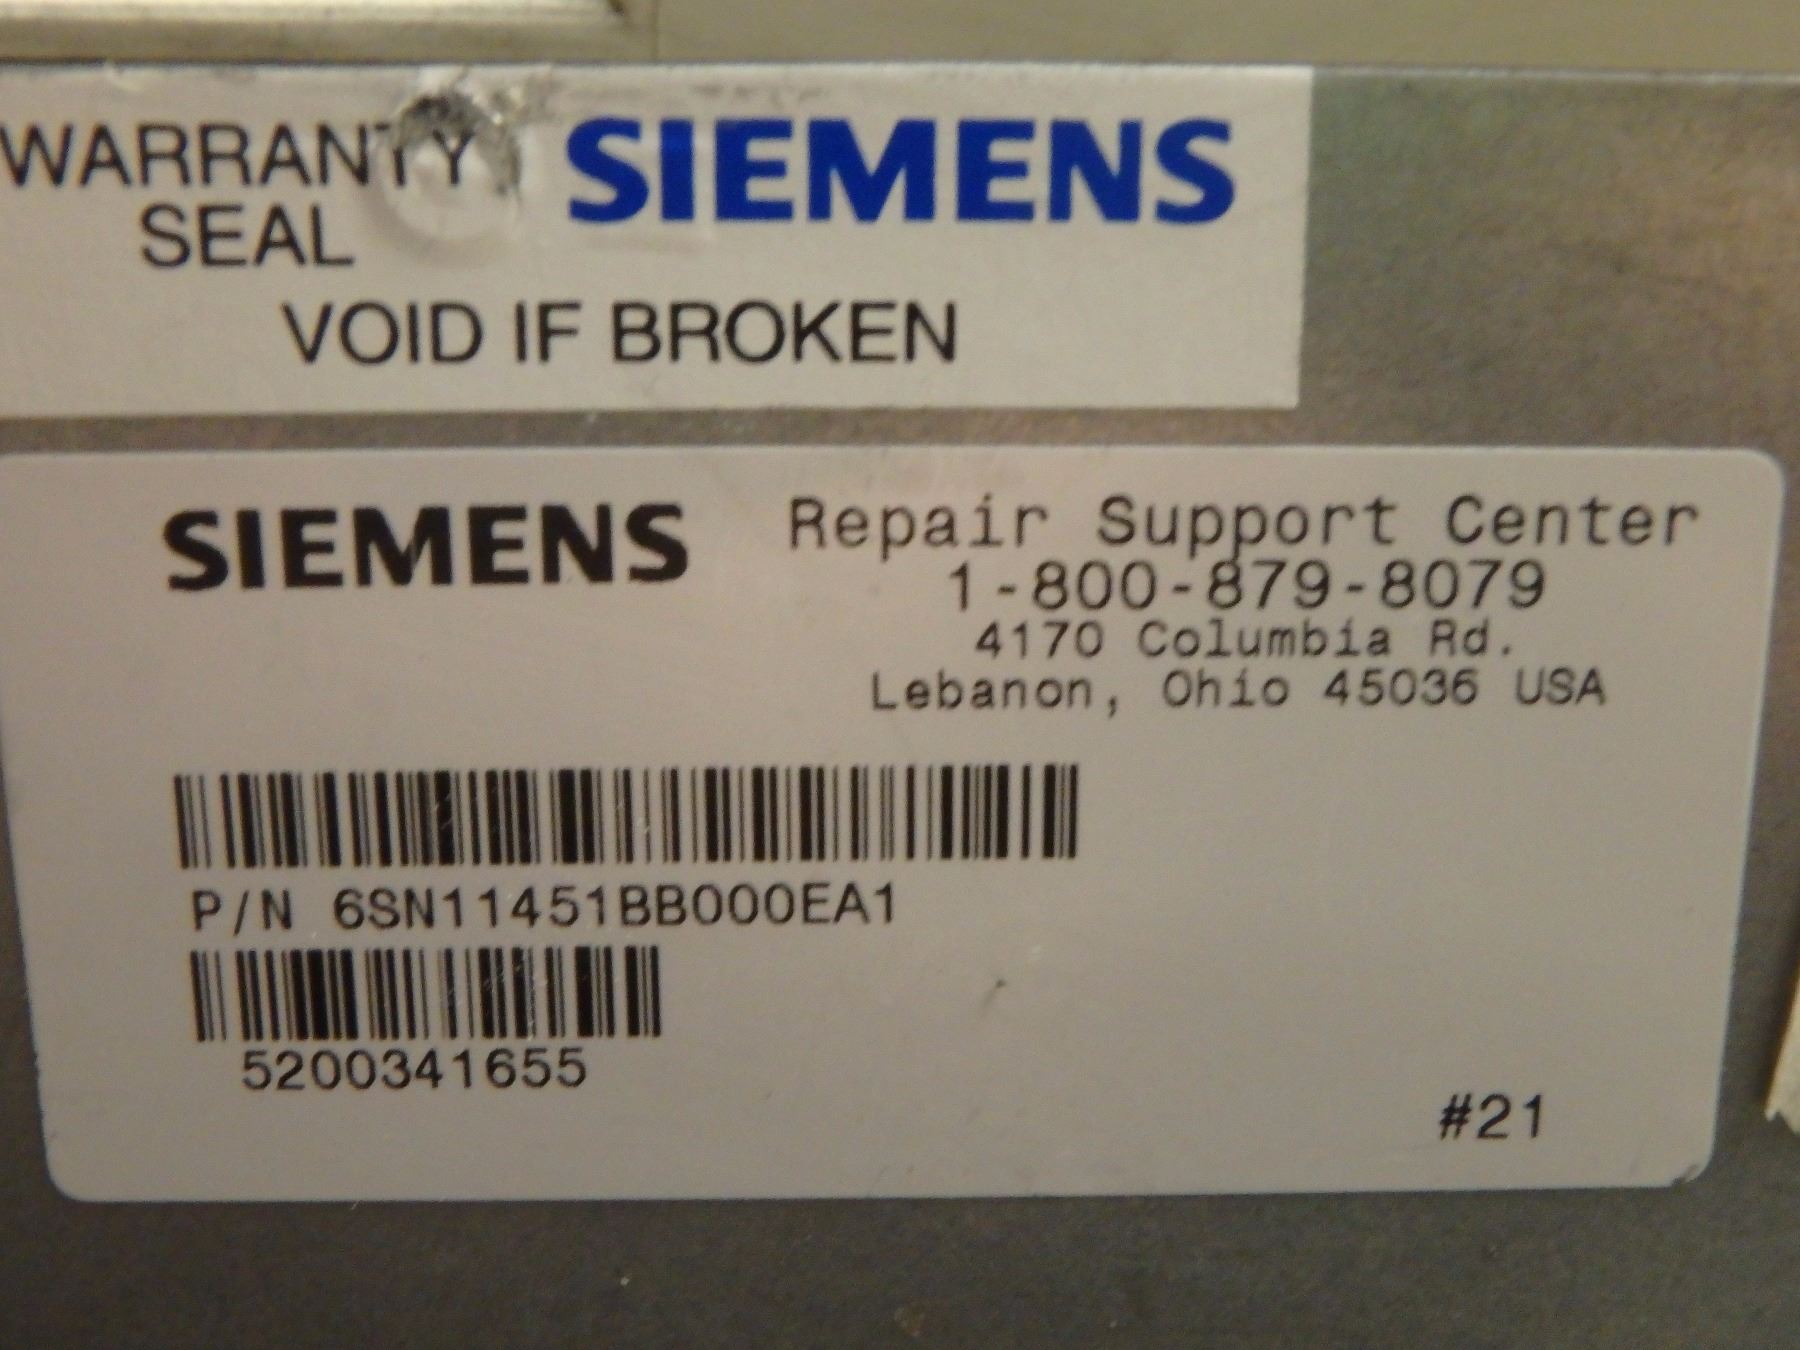 WARRANTY SIEMENS
SEAL
VOID IF BROKEN
SIEMENS Repair Support Center
1-800-879-8079
4170 Columbia Rd.
Lebanon, Ohio 45036 USA
P/N 6SN11451BB000EA1
5200341655
#21